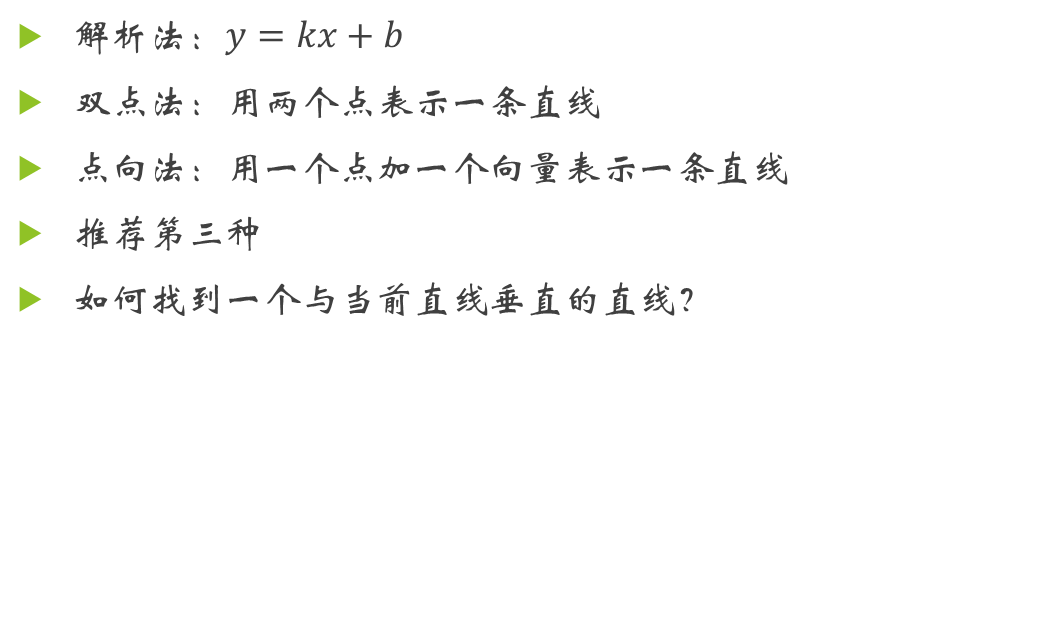 解析法：y = kx + b
双点法：用两个点表示一条直线
点向法：用一个点加一个向量表示一条直线
推荐第三种
如何找到一个与当前直线垂直的直线？